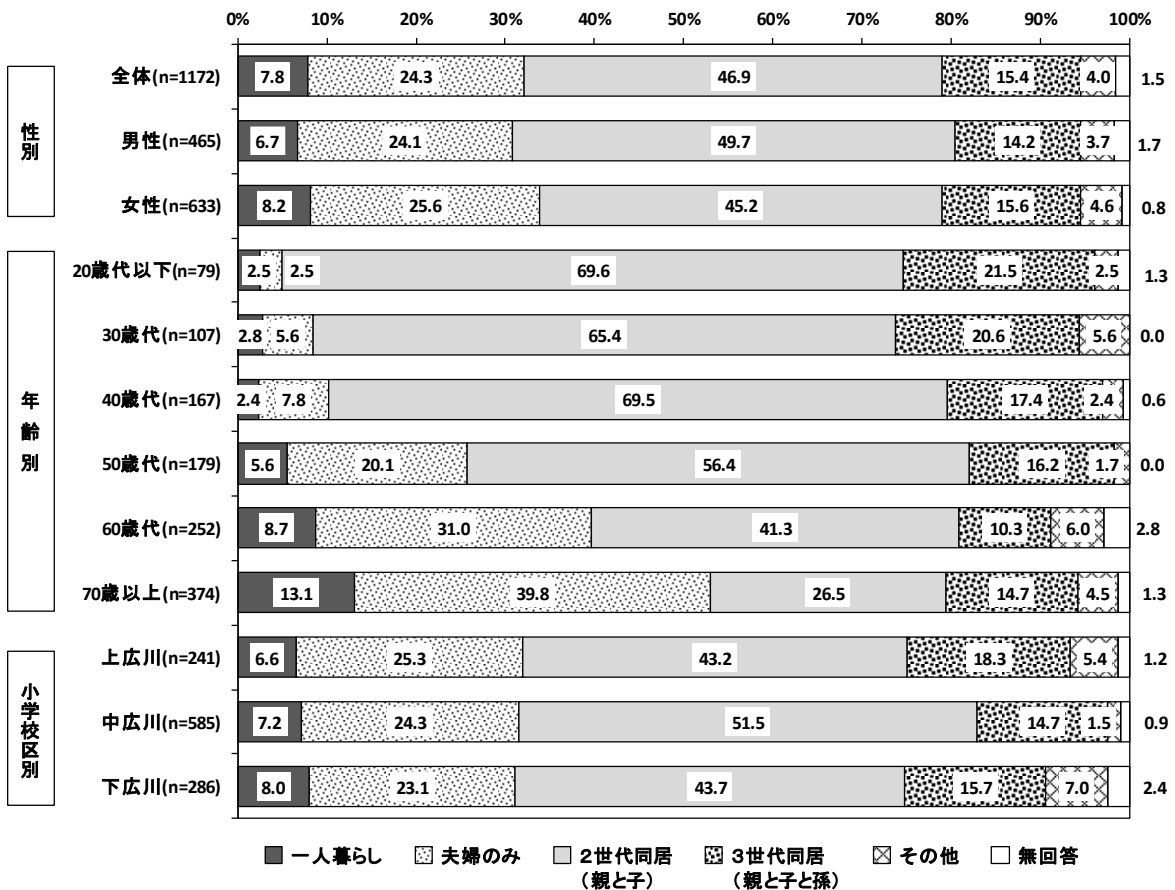 0% 10% 20% 30% 40% 50% 60% 70% 80% 90% 100%
性別
全体(n=1172) 7.8 24.3 46.9 15.4 4.0 1.5
男性(n=465) 6.7 24.1 49.7 14.2 3.7 1.7
女性(n=633) 8.2 25.6 45.2 15.6 4.6 0.8
年齢別
20歳代以下(n=79) 2.5 2.5 69.6 21.5 2.5 1.3
30歳代(n=107) 2.8 5.6 65.4 20.6 5.6 0.0
40歳代(n=167) 2.4 7.8 69.5 17.4 2.4 0.6
50歳代(n=179) 5.6 20.1 56.4 16.2 1.7 0.0
60歳代(n=252) 8.7 31.0 41.3 10.3 6.0 2.8
70歳以上(n=374) 13.1 39.8 26.5 14.7 4.5 1.3
小学校区別
上広川(n=241) 6.6 25.3 43.2 18.3 5.4 1.2
中広川(n=585) 7.2 24.3 51.5 14.7 1.5 0.9
下広川(n=286) 8.0 23.1 43.7 15.7 7.0 2.4
一人暮らし 夫婦のみ 2世代同居 3世代同居 その他 無回答
(親と子) (親と子と孫)